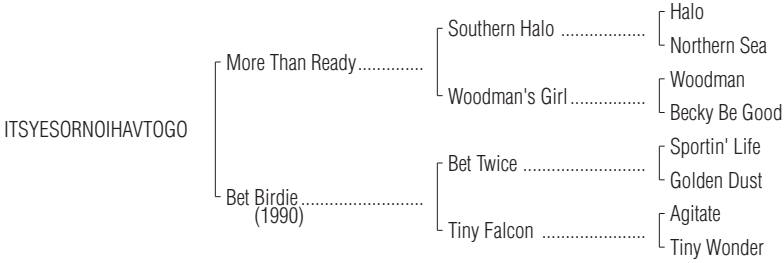 Halo
Southern Halo ...................
Northern Sea
More Than Ready..............
Woodman
Woodman's Girl ................
Becky Be Good
ITSYESORNOIHAVTOGO
Sportin' Life
Bet Twice ..........................
Golden Dust
Bet Birdie ..........................
(1990)
Agitate
Tiny Falcon ......................
Tiny Wonder